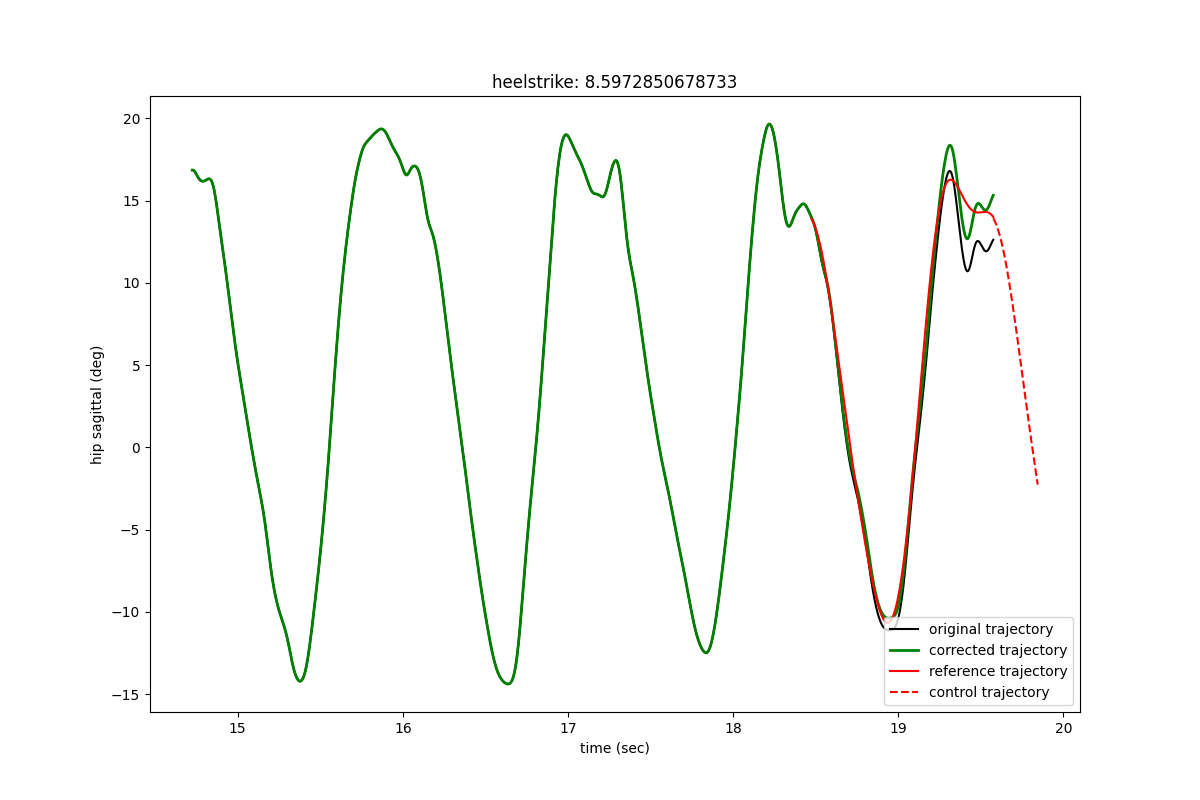 heelstrike: 8.5972850678733
20
15
10
5
0
−5
−10
−15
hip sagittal (deg)
original trajectory
corrected trajectory
reference trajectory
control trajectory
15 16 17 18 19 20
time (sec)